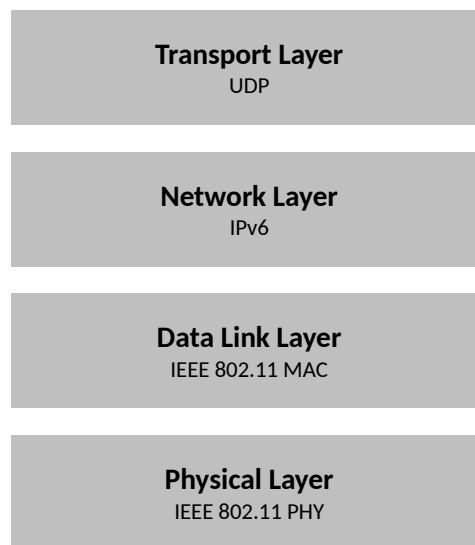 Transport Layer
UDP
Network Layer
IPv6
Data Link Layer
IEEE 802.11 MAC
Physical Layer
IEEE 802.11 PHY